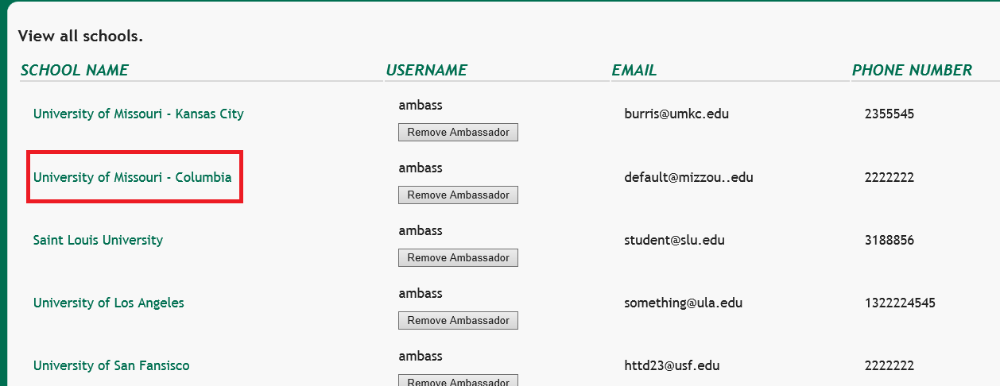 View all schools.
SCHOOL NAME USERNAME EMAIL PHONE NUMBER
University of Missouri - Kansas City ambass burris@umkc.edu 2355545
Remove Ambassador
University of Missouri - Columbia ambass default@mizzou..edu 2222222
Remove Ambassador
Saint Louis University ambass student@slu.edu 3188856
Remove Ambassador
University of Los Angeles ambass something@ula.edu 1322224545
Remove Ambassador
University of San Fansisco ambass httd23@usf.edu 2222222
Remove Ambassador